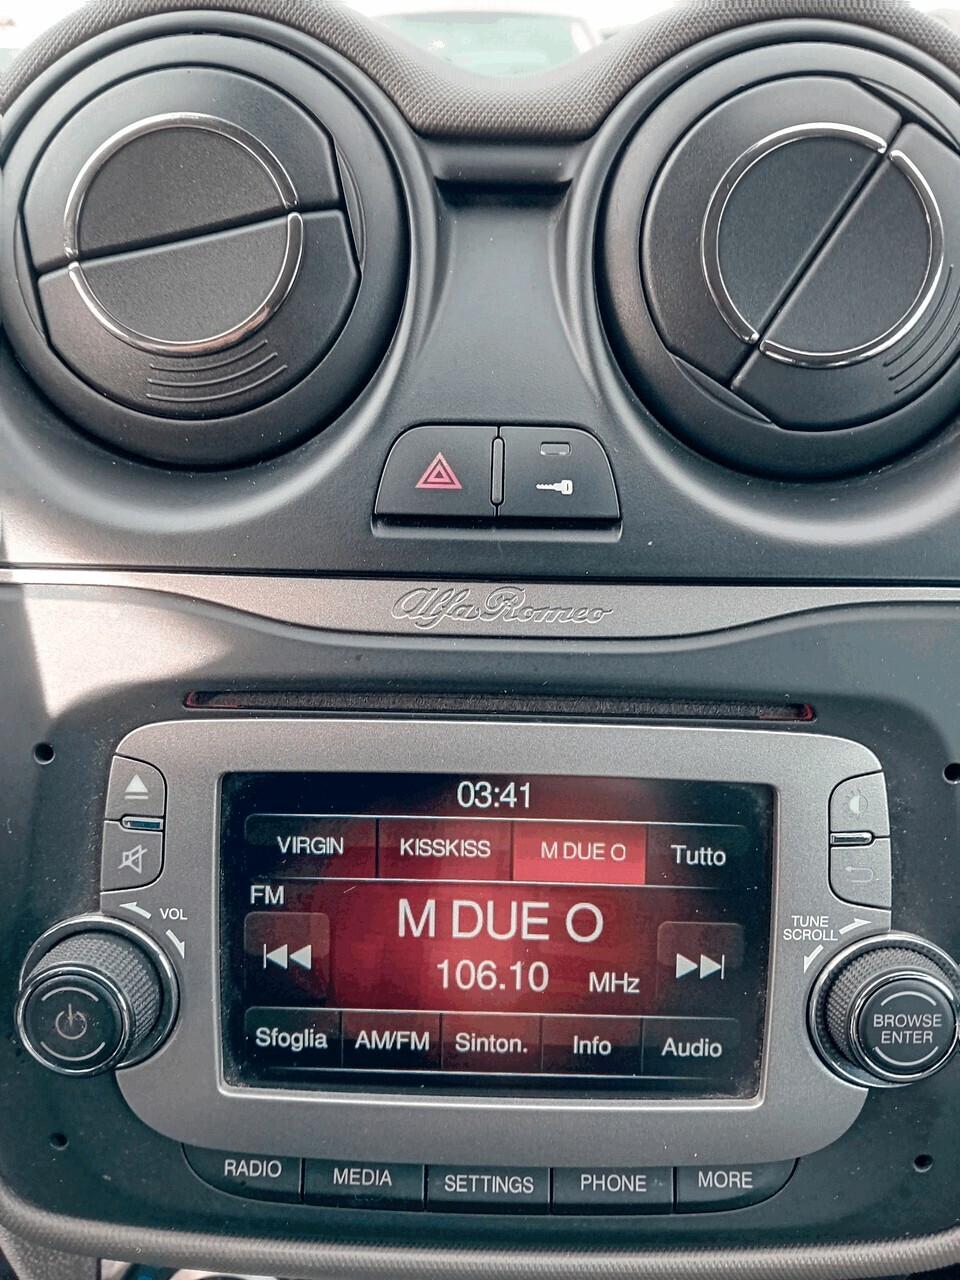 Alfa Romeo
03:41
VIRGIN KISSKISS M DUE O Tutto
FM
VOL
M DUE O
TUNE
SCROLL
106.10 MHz
BROWSE
ENTER
Sfoglia AM/FM Sinton. Info Audio
RADIO MEDIA SETTINGS PHONE MORE